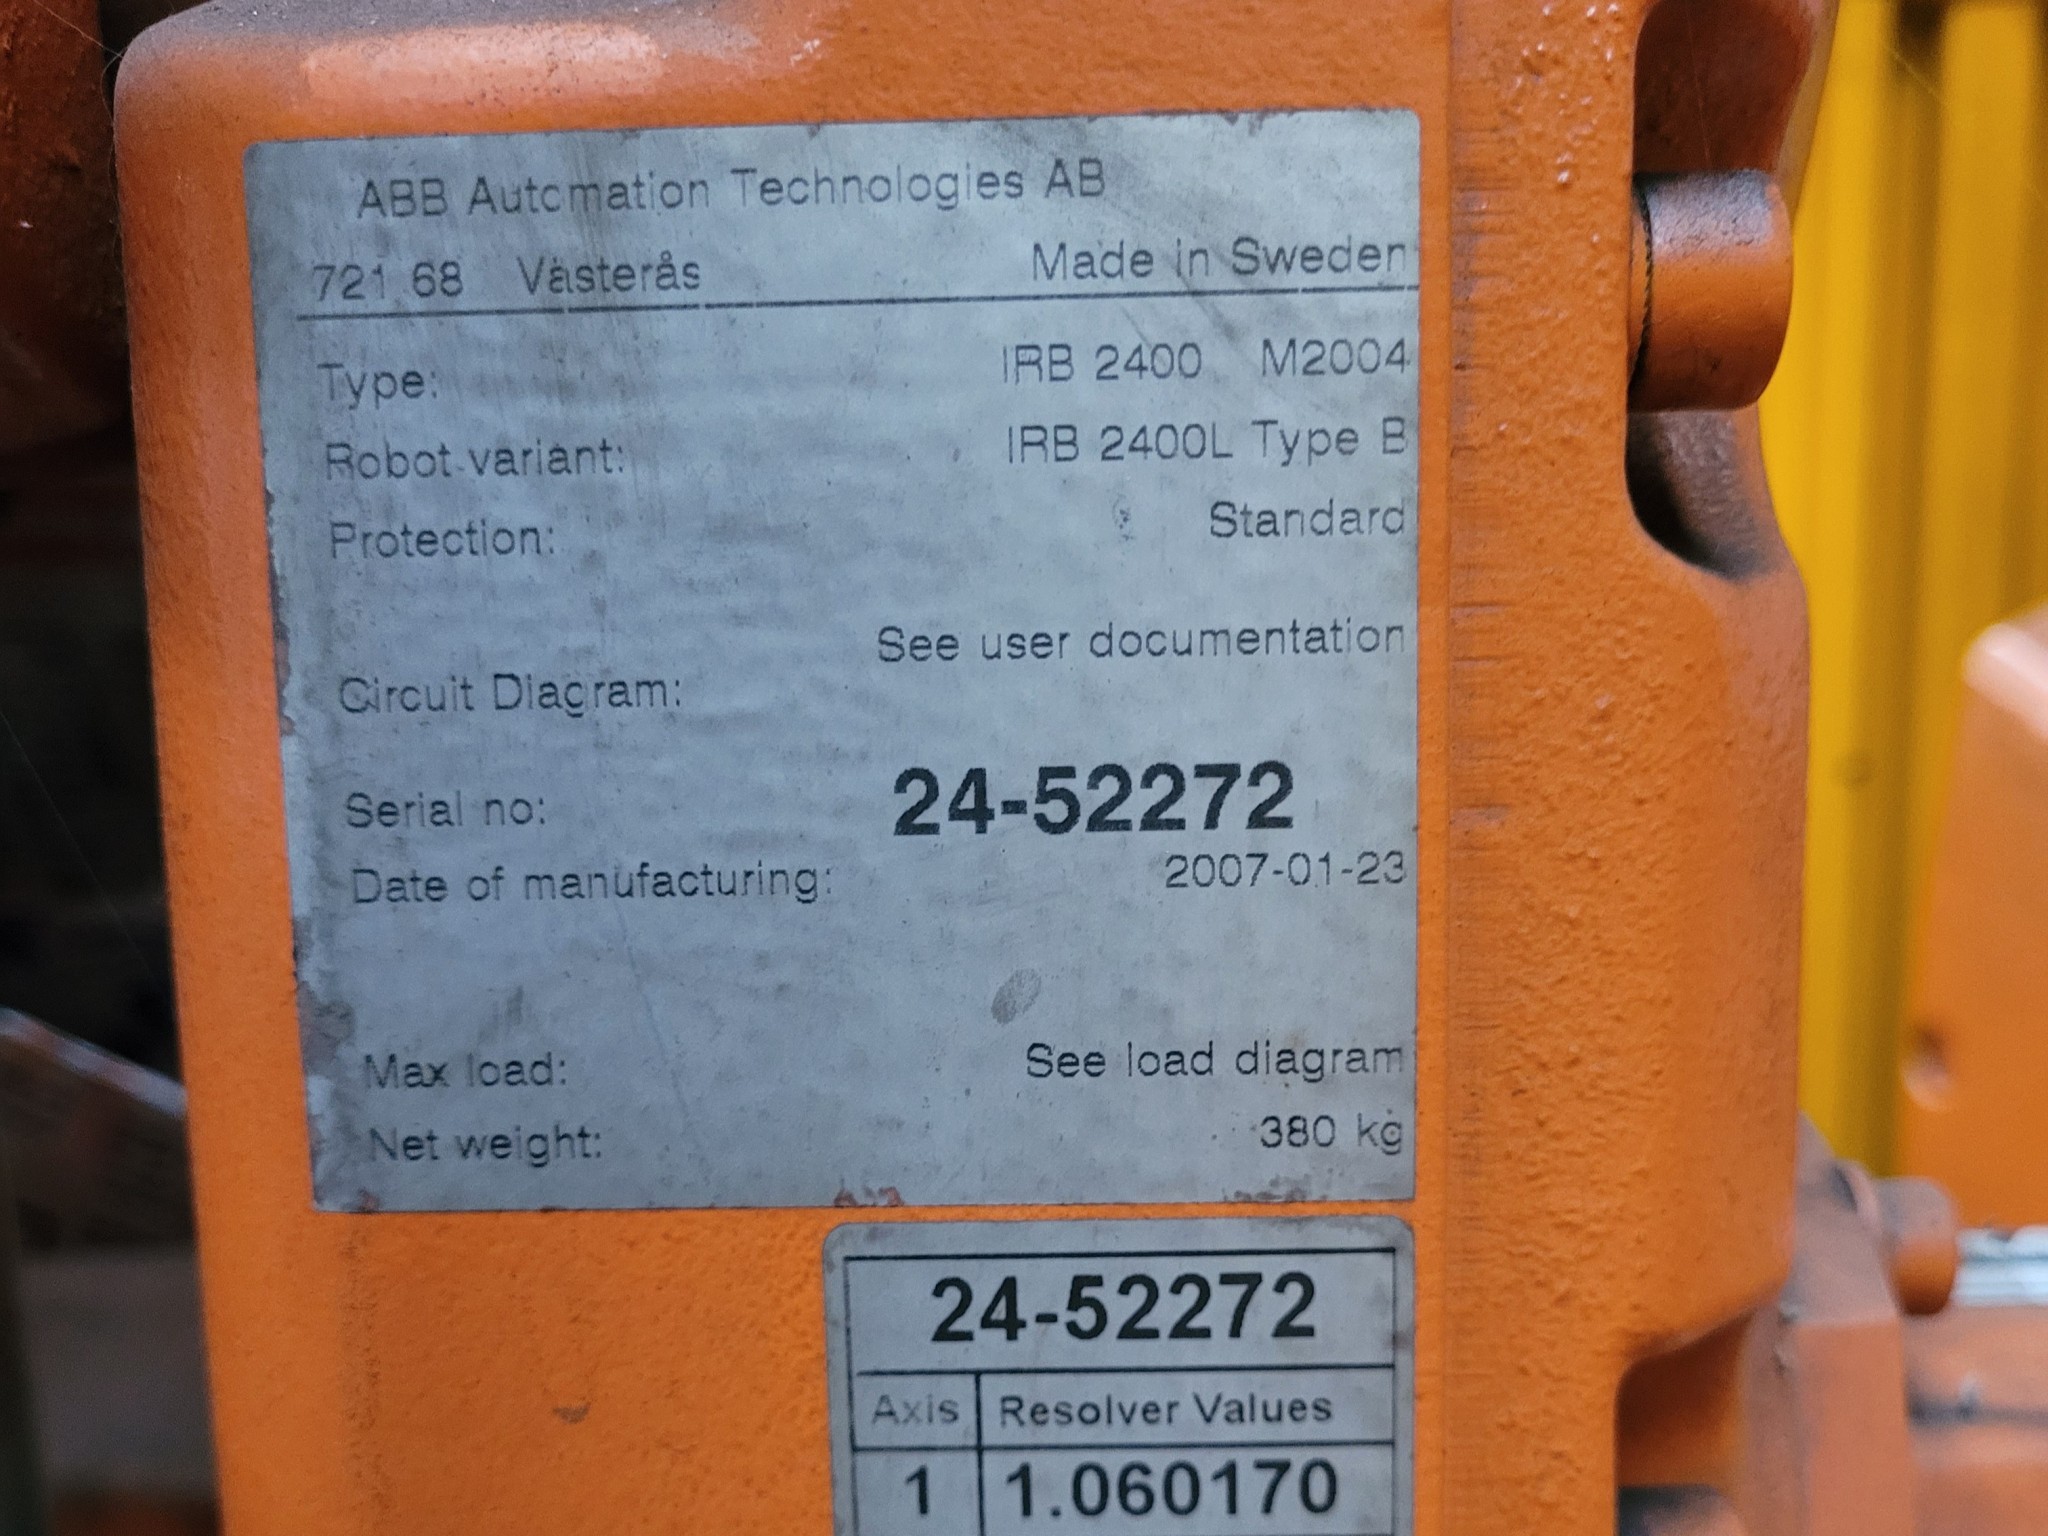 ABB Automation Technologies AB
721 68 Västerås Made in Sweden
Type: IRB 2400 M2004
Robot variant: IRB 2400L Type B
Protection: Standard
See user documentation
Circuit Diagram:
Serial no: 24-52272
Date of manufacturing: 2007-01-23
Max load: See load diagram
Net weight: 380 kg
24-52272
Axis Resolver Values
1 1.060170